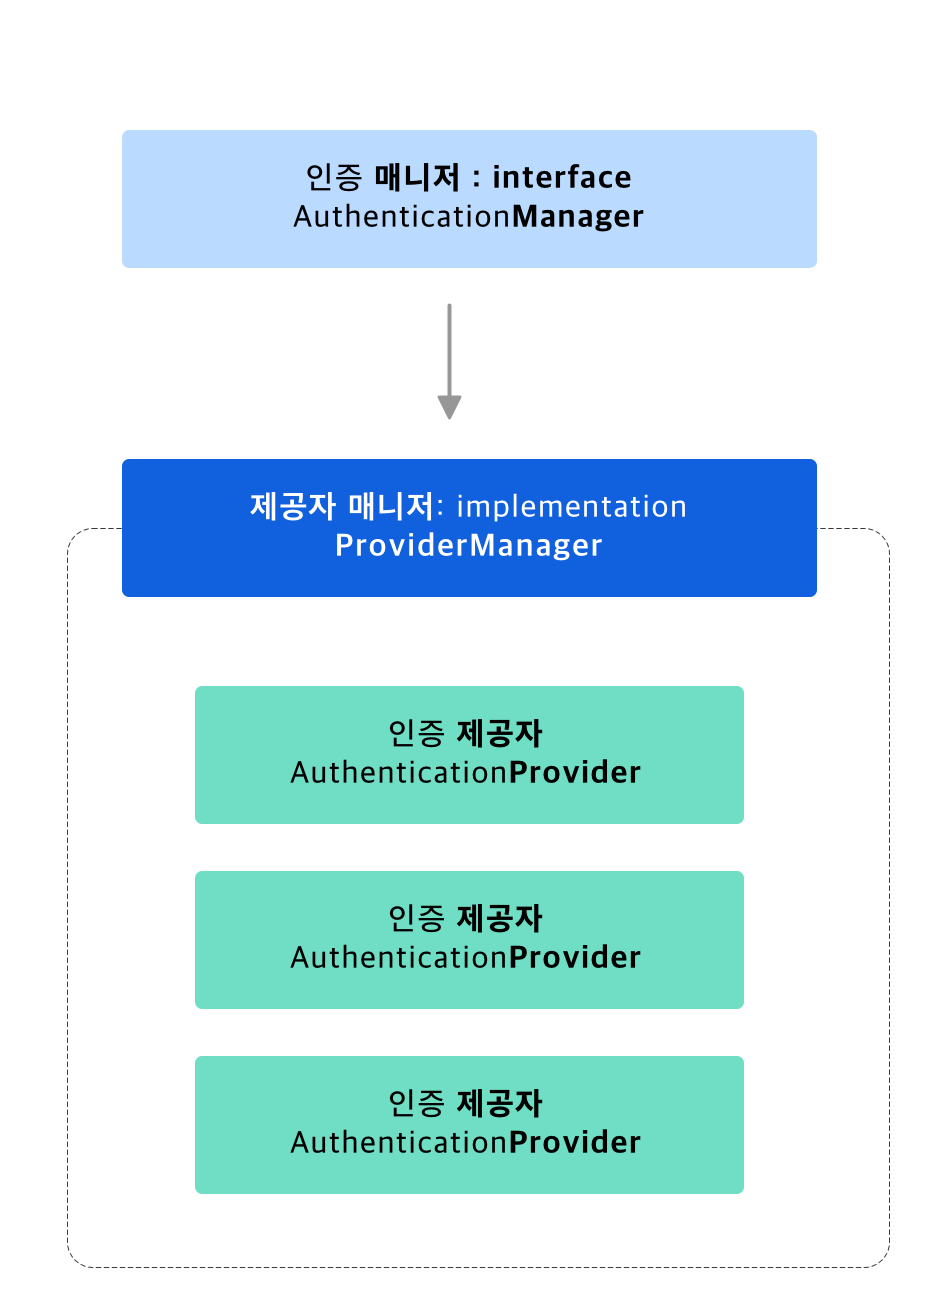 인증 매니저 : interface
AuthenticationManager
제공자 매니저: implementation
ProviderManager
인증 제공자
AuthenticationProvider
인증 제공자
AuthenticationProvider
인증 제공자
AuthenticationProvider